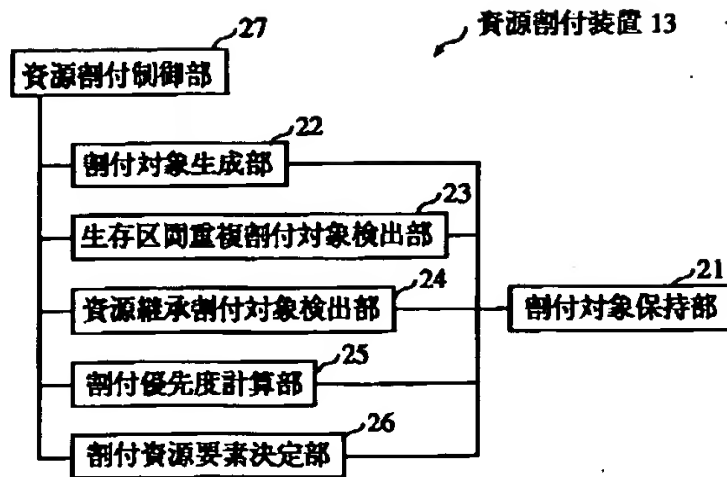 資源割付装置 13
27
資源割付制御部
22
割付対象生成部
23
生存区間重複割付対象検出部
24
資源継承割付対象検出部
21
割付対象保持部
25
割付優先度計算部
26
割付資源要素決定部